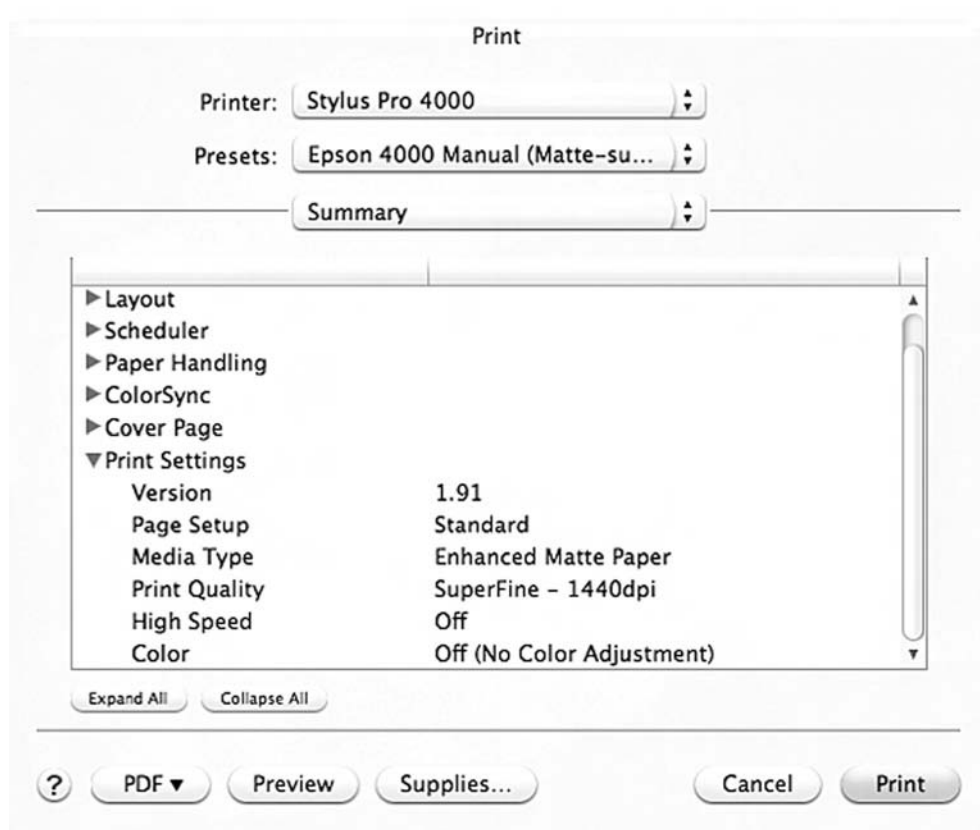 Print
Printer: Stylus Pro 4000
Presets: Epson 4000 Manual (Matte-su...
Summary
Layout
Scheduler
Paper Handling
ColorSync
Cover Page
Print Settings
Version 1.91
Page Setup Standard
Media Type Enhanced Matte Paper
Print Quality SuperFine – 1440dpi
High Speed Off
Color Off (No Color Adjustment)
Expand All Collapse All
? PDF Preview Supplies... Cancel Print